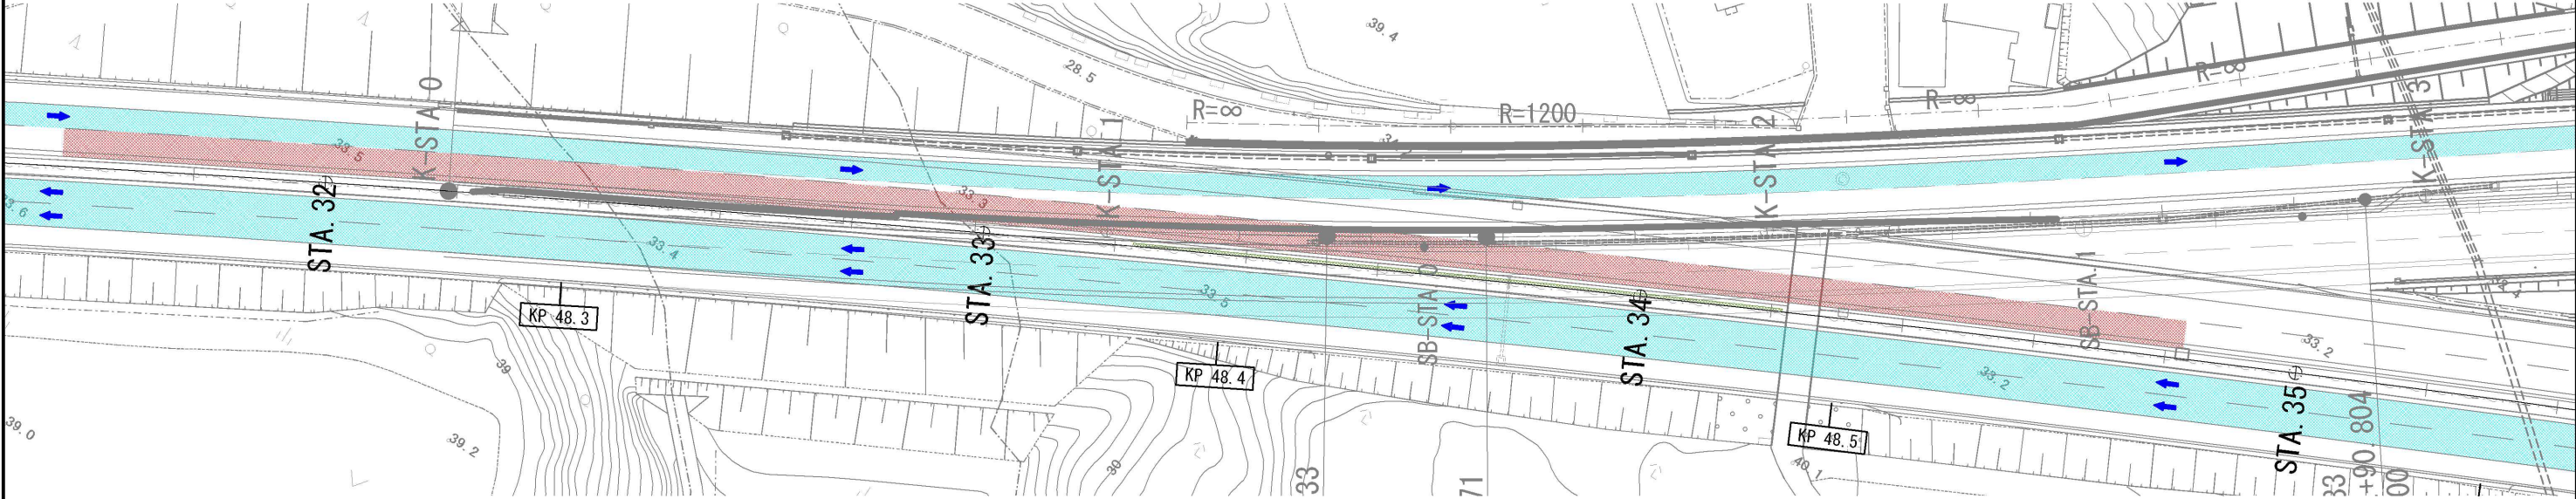 39.4
28.5
R=∞
R=1200
R=∞
R=∞
K-STA.0
K-STA.1
K-STA.2
K-STA.3
33.5
33.3
33.4
33.5
33.2
33.2
STA.32
STA.33
STA.34
STA.35
SB-STA.0
SB-STA.1
KP 48.3
KP 48.4
KP 48.5
39
39.0
39.2
30
40.1
33
71
33
+90.804
00